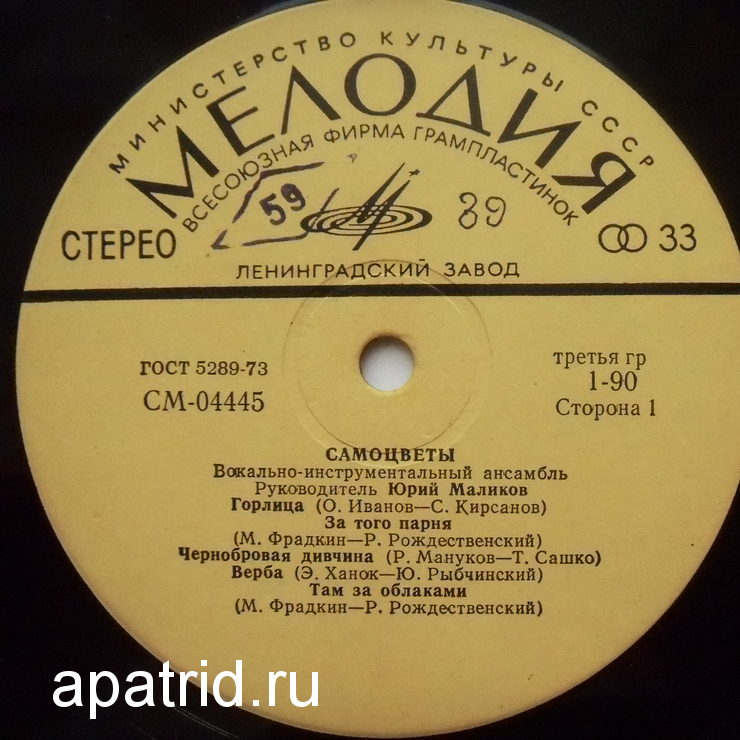 МИНИСТЕРСТВО КУЛЬТУРЫ СССР
МЕЛОДИЯ
ВСЕСОЮЗНАЯ ФИРМА ГРАМПЛАСТИНОК
59
39
СТЕРЕО
33
ЛЕНИНГРАДСКИЙ ЗАВОД
ГОСТ 5289-73
СМ-04445
третья гр
1-90
Сторона 1
САМОЦВЕТЫ
Вокально-инструментальный ансамбль
Руководитель Юрий Маликов
Горлица (О. Иванов—С. Кирсанов)
За того парня
(М. Фрадкин—Р. Рождественский)
Чернобровая дивчина (Р. Мануков—Т. Сашко)
Верба (Э. Ханок—Ю. Рыбчинский)
Там за облаками
(М. Фрадкин—Р. Рождественский)
apatrid.ru